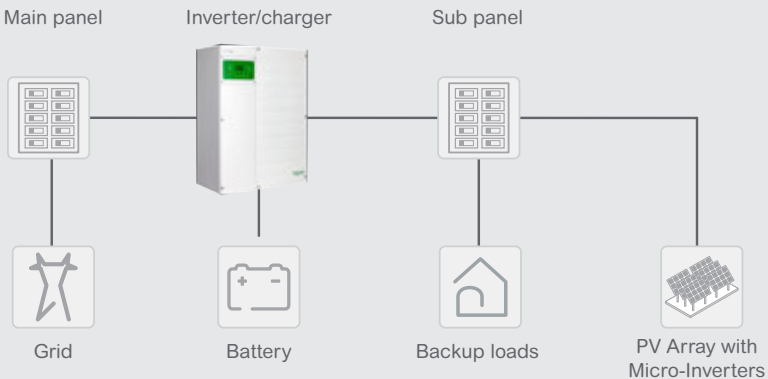 Main panel
Inverter/charger
Sub panel
Grid
Battery
Backup loads
PV Array with
Micro-Inverters